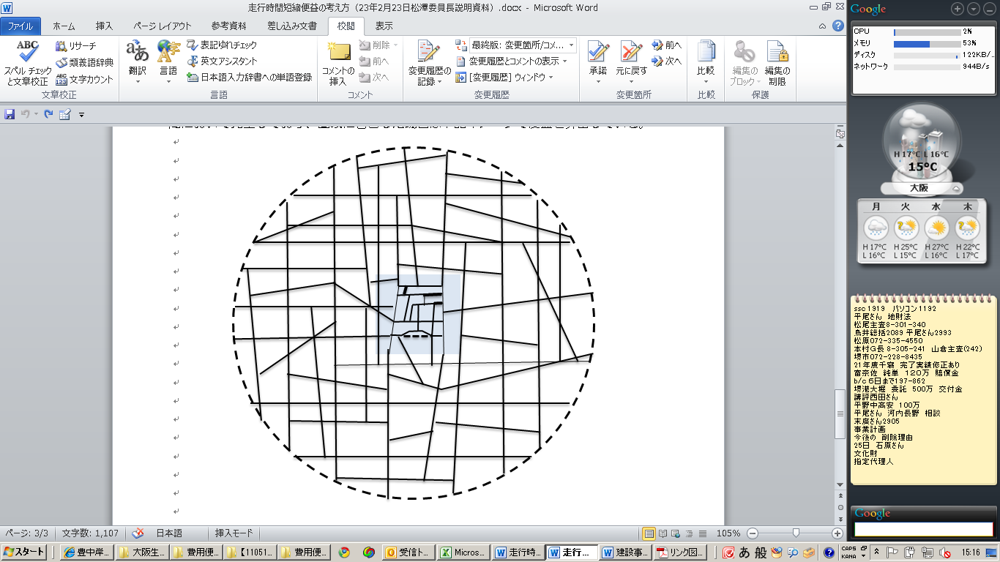 走行時間短縮便益の考え方（23年2月23日松澤委員長説明資料）.docx - Microsoft Word
ファイル ホーム 挿入 ページ レイアウト 参考資料 差し込み文書 校閲 表示
ABC
スペル チェックと文章校正
リサーチ
類義語辞典
文字カウント
文章校正
翻訳
言語
表記ゆれチェック
英文アシスタント
日本語入力辞書への単語登録
言語
コメントの挿入
削除
前へ
次へ
コメント
変更履歴の記録
最終版: 変更箇所/コメ...
変更履歴とコメントの表示
[変更履歴] ウィンドウ
変更履歴
承諾
元に戻す
前へ
次へ
変更箇所
比較
比較
編集のブロック
編集の制限
保護
ページ: 3/3 文字数: 1,107 日本語 挿入モード 105%
スタート 豊中岸... 大阪生... 費用便... 【11051... 費用便... 受信ト... Micros... 走行時... 走行... 建設事... リンク図... あ 般 CAPS KANA 15:16
Google
CPU 2%
メモリ 53%
ディスク 122KB/...
ネットワーク 944B/s
H 17°C L 16°C
15°C
大阪
月 火 水 木
H 17°C H 25°C H 27°C H 22°C
L 16°C L 15°C L 16°C L 17°C
ssc 1919 パソコン1192
平尾さん 地財法
松尾主査8-301-340
鳥井総括2089 平尾さん2993
松原072-335-4550
本村G長 8-305-241 山倉主査(242)
堺市072-228-8435
21年度千寝 完了実績修正あり
富奈佐 純単 120万 賠償金
b/c 6日まで197-862
堺港大堀 委託 500万 交付金
講評西田さん
平野中高安 100万
平尾さん 河内長野 相談
末廣さん2905
事業計画
今後の 削除理由
25日 石原さん
文化財
指定代理人
Google